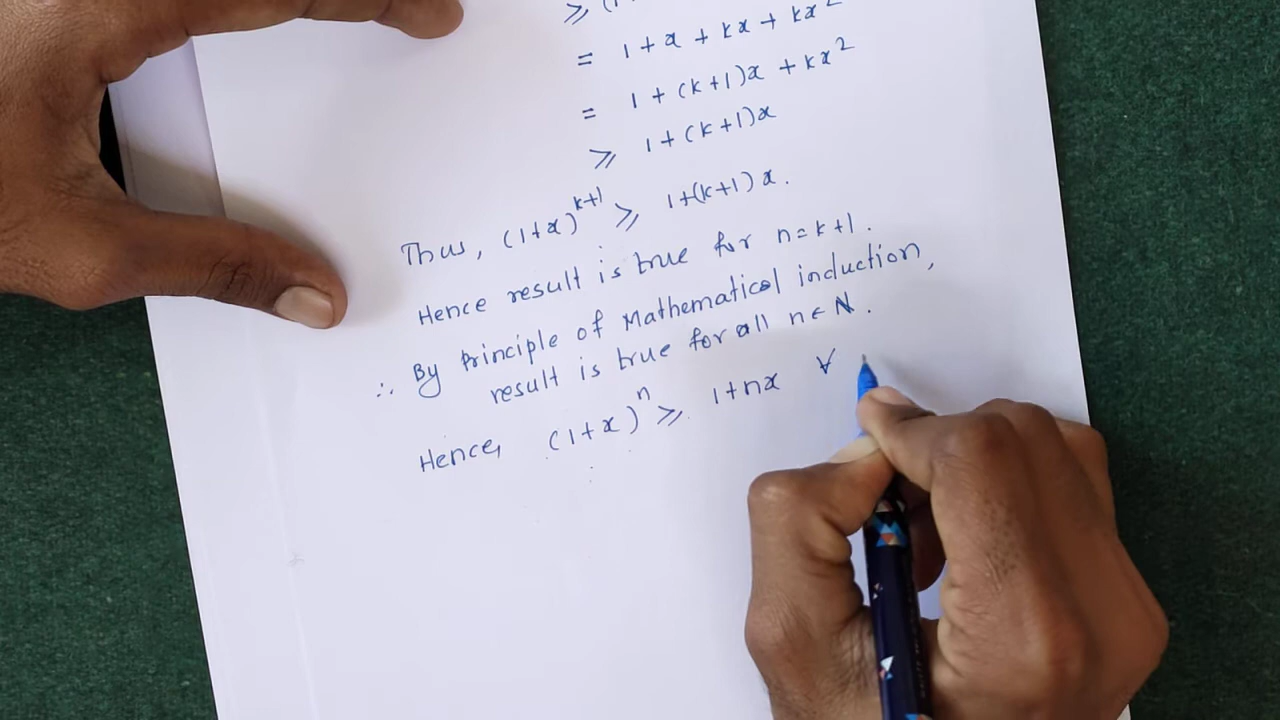 ≥ (1
= 1 + x + kx + kx²
= 1 + (k+1)x + kx²
≥ 1 + (k+1)x
Thus, (1+x)^{k+1} ≥ 1+(k+1)x.
Hence result is true for n=k+1.
∴ By Principle of Mathematical induction,
result is true for all n ∈ N.
Hence, (1+x)^n ≥ 1+nx ∀